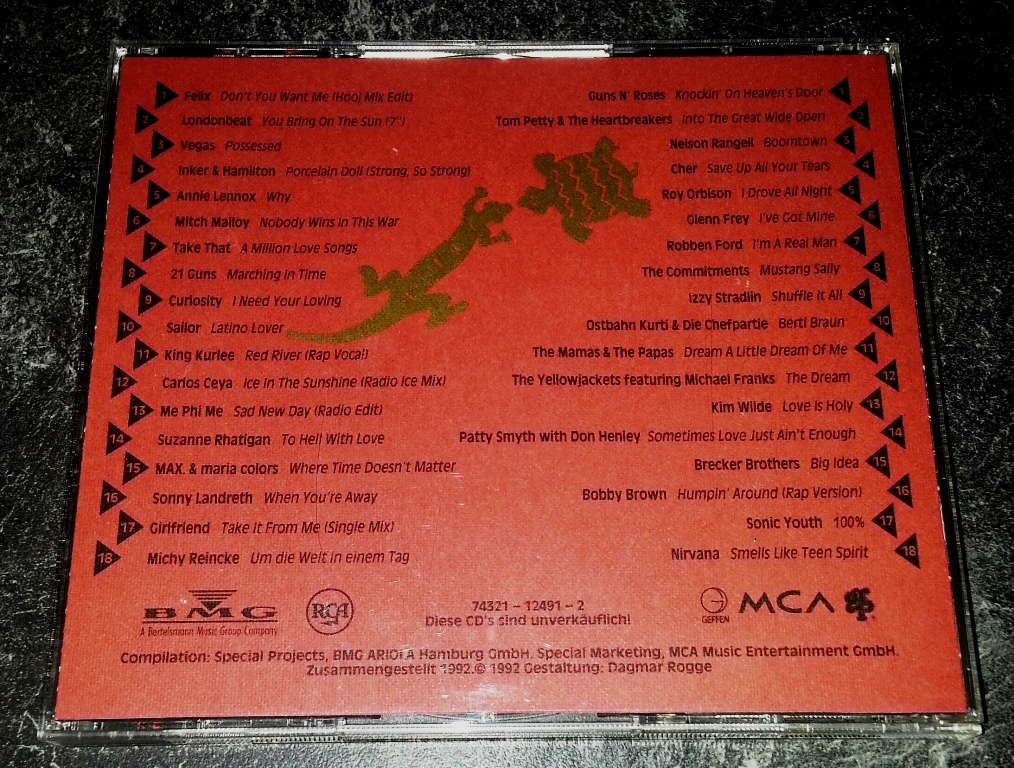 1 Felix Don't You Want Me (Hooj Mix Edit)
2 Londonbeat You Bring On The Sun (7")
3 Vegas Possessed
4 Inker & Hamilton Porcelain Doll (Strong, So Strong)
5 Annie Lennox Why
6 Mitch Malloy Nobody Wins In This War
7 Take That A Million Love Songs
8 21 Guns Marching In Time
9 Curiosity I Need Your Loving
10 Sailor Latino Lover
11 King Kurlee Red River (Rap Vocal)
12 Carlos Ceya Ice In The Sunshine (Radio Ice Mix)
13 Me Phi Me Sad New Day (Radio Edit)
14 Suzanne Rhatigan To Hell With Love
15 MAX. & maria colors Where Time Doesn't Matter
16 Sonny Landreth When You're Away
17 Girlfriend Take It From Me (Single Mix)
18 Michy Reincke Um die Welt in einem Tag
Guns N' Roses Knockin' On Heaven's Door 1
Tom Petty & The Heartbreakers Into The Great Wide Open 2
Nelson Rangell Boomtown 3
Cher Save Up All Your Tears 4
Roy Orbison I Drove All Night 5
Glenn Frey I've Got Mine 6
Robben Ford I'm A Real Man 7
The Commitments Mustang Sally 8
Izzy Stradlin Shuffle It All 9
Ostbahn Kurti & Die Chefpartie Berti Braun 10
The Mamas & The Papas Dream A Little Dream Of Me 11
The Yellowjackets featuring Michael Franks The Dream 12
Kim Wilde Love Is Holy 13
Patty Smyth with Don Henley Sometimes Love Just Ain't Enough 14
Brecker Brothers Big Idea 15
Bobby Brown Humpin' Around (Rap Version) 16
Sonic Youth 100% 17
Nirvana Smells Like Teen Spirit 18
BMG
A Bertelsmann Music Group Company
RCA
74321 – 12491 – 2
Diese CD's sind unverkäuflich!
GEFFEN
MCA
Compilation: Special Projects, BMG ARIOLA Hamburg GmbH. Special Marketing, MCA Music Entertainment GmbH.
Zusammengestellt 1992.© 1992 Gestaltung: Dagmar Rogge